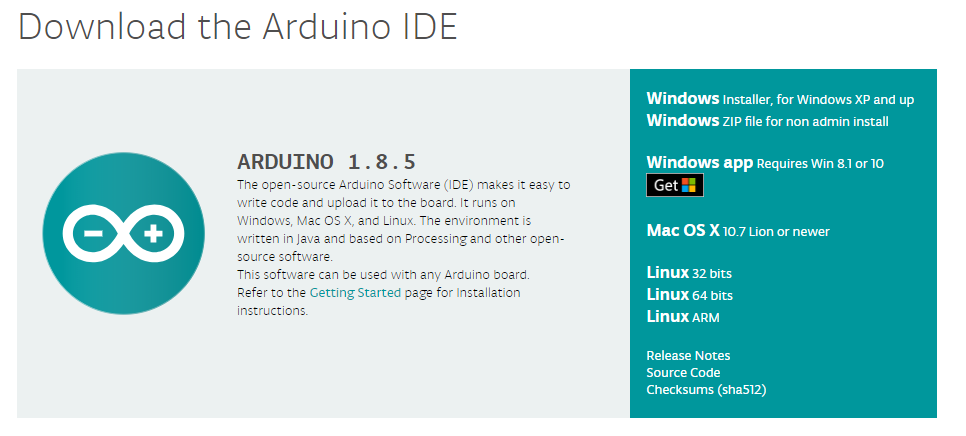 Download the Arduino IDE
ARDUINO 1.8.5
The open-source Arduino Software (IDE) makes it easy to
write code and upload it to the board. It runs on
Windows, Mac OS X, and Linux. The environment is
written in Java and based on Processing and other open-
source software.
This software can be used with any Arduino board.
Refer to the Getting Started page for Installation
instructions.
Windows Installer, for Windows XP and up
Windows ZIP file for non admin install
Windows app Requires Win 8.1 or 10
Get
Mac OS X 10.7 Lion or newer
Linux 32 bits
Linux 64 bits
Linux ARM
Release Notes
Source Code
Checksums (sha512)